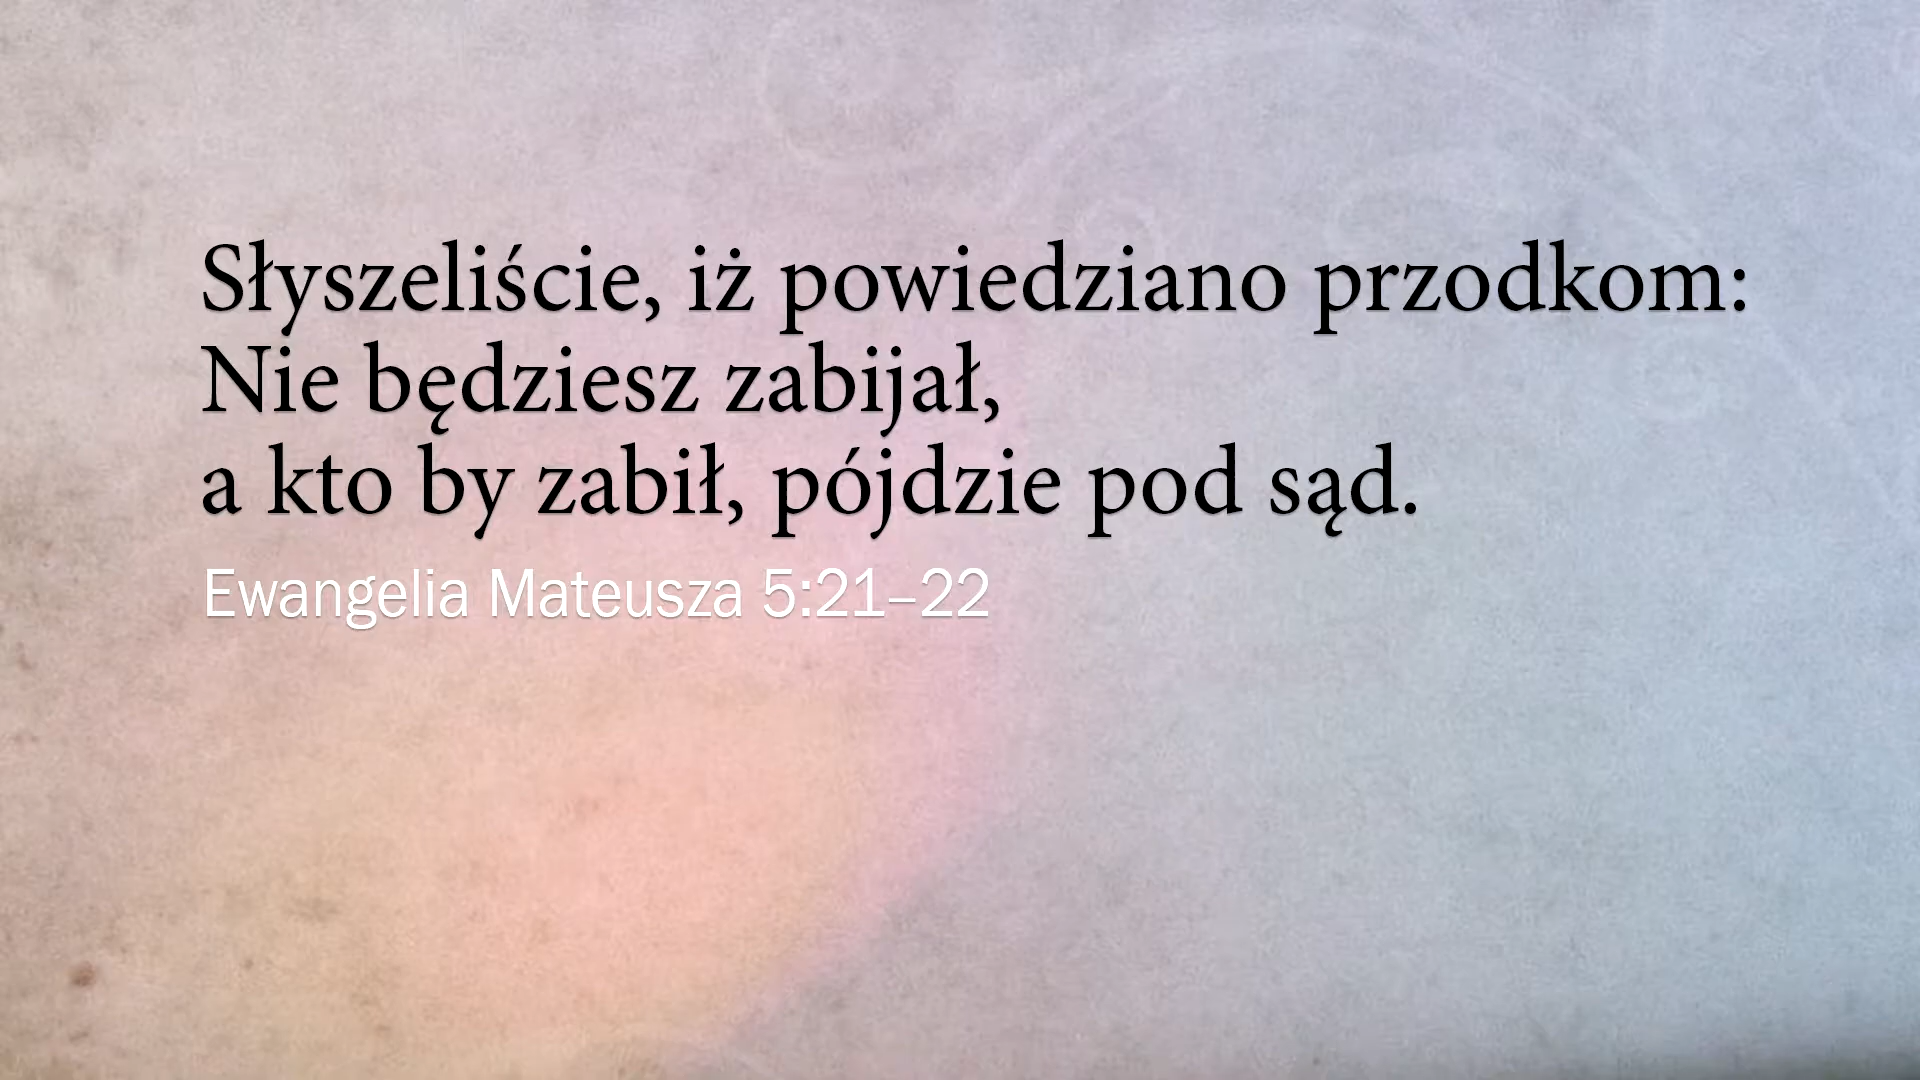 Słyszeliście, iż powiedziano przodkom:
Nie będziesz zabijał,
a kto by zabił, pójdzie pod sąd.
Ewangelia Mateusza 5:21–22